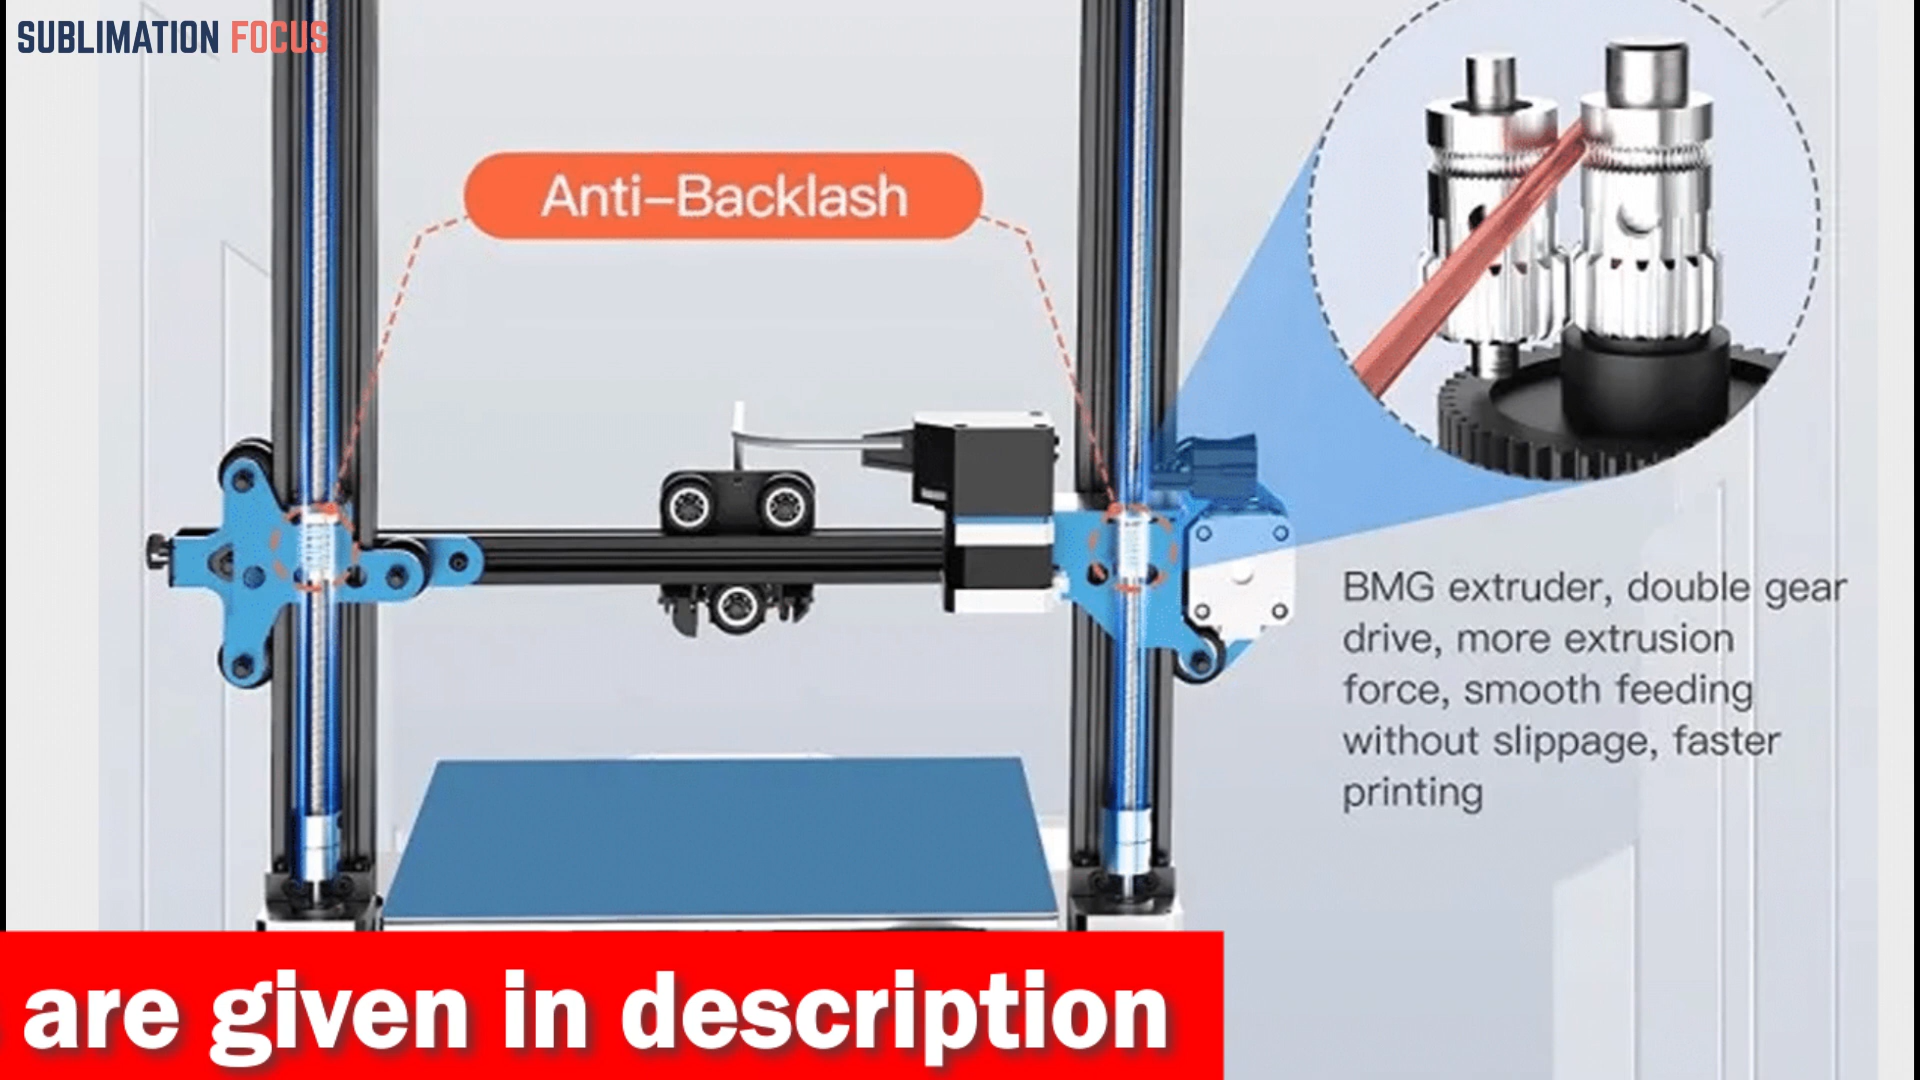 SUBLIMATION FOCUS
Anti-Backlash
BMG extruder, double gear
drive, more extrusion
force, smooth feeding
without slippage, faster
printing
are given in description